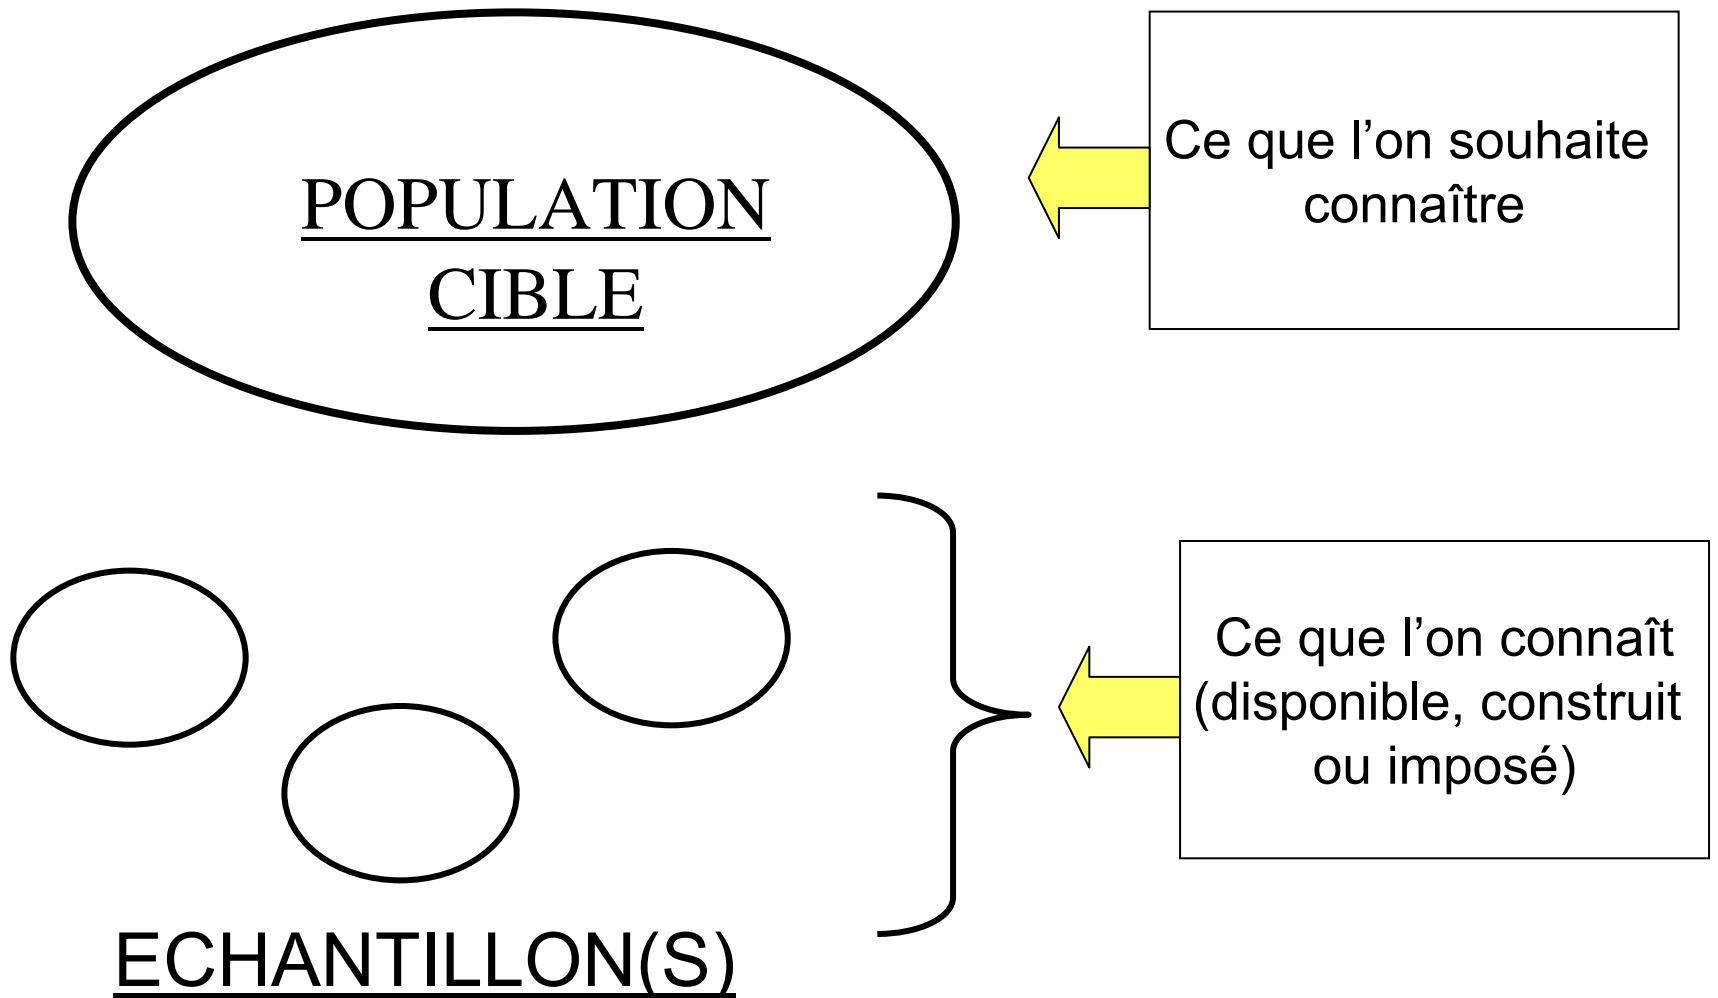 POPULATION
CIBLE
Ce que l’on souhaite
connaître
Ce que l’on connaît
(disponible, construit
ou imposé)
ECHANTILLON(S)